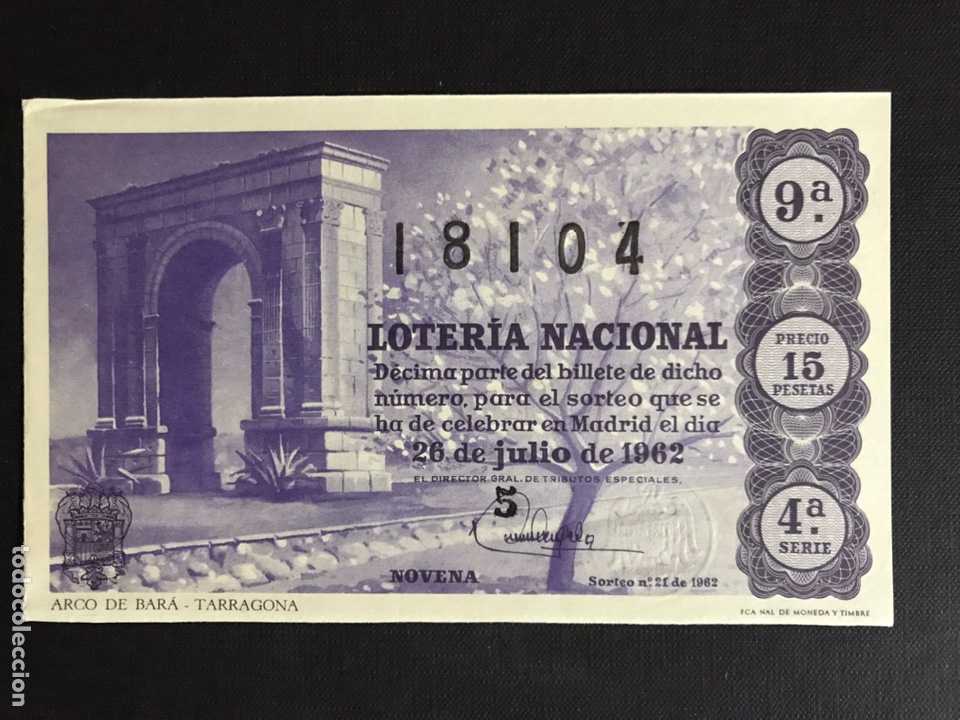 18104
LOTERÍA NACIONAL
Décima parte del billete de dicho
número, para el sorteo que se
ha de celebrar en Madrid el día
26 de julio de 1962
EL DIRECTOR GRAL. DE TRIBUTOS ESPECIALES,
5
NOVENA
Sorteo nº 21 de 1962
9ª.
PRECIO
15
PESETAS
4ª.
SERIE
ARCO DE BARÁ - TARRAGONA
FCA NAL DE MONEDA Y TIMBRE
todocoleccion